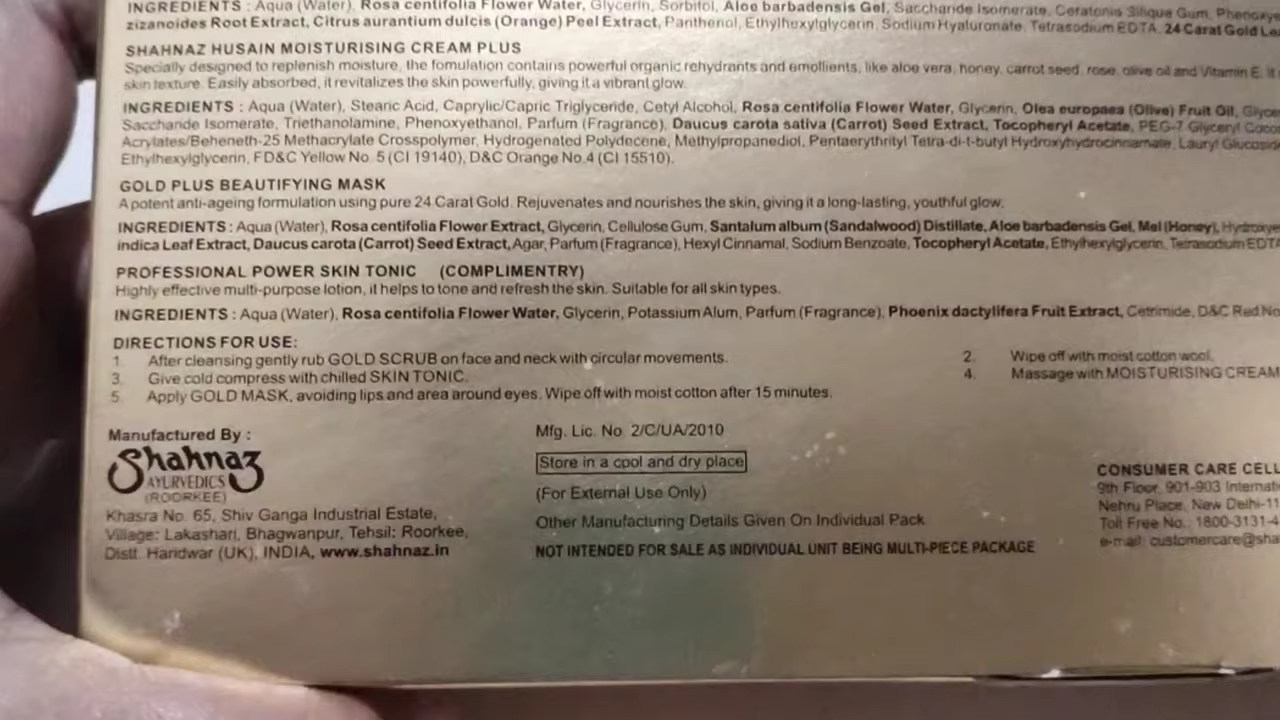 INGREDIENTS : Aqua (Water), Rosa centifolia Flower Water, Glycerin, Sorbitol, Aloe barbadensis Gel, Saccharide Isomerate, Ceratonia Siliqua Gum,
zizanoides Root Extract, Citrus aurantium dulcis (Orange) Peel Extract, Panthenol, Ethylhexylglycerin, Sodium Hyaluronate, Tetrasodium EDTA, 24 Carat Gold
SHAHNAZ HUSAIN MOISTURISING CREAM PLUS
Specially designed to replenish moisture, the fomulation contains powerful organic rehydrants and emollients, like aloe vera, honey, carrot seed, rose, olive oil and Vitamin E. It
skin texture. Easily absorbed, it revitalizes the skin powerfully, giving it a vibrant glow.
INGREDIENTS : Aqua (Water), Stearic Acid, Caprylic/Capric Triglyceride, Cetyl Alcohol, Rosa centifolia Flower Water, Glycerin, Olea europaea (Olive) Fruit Oil,
Saccharide Isomerate, Triethanolamine, Phenoxyethanol, Parfum (Fragrance), Daucus carota sativa (Carrot) Seed Extract, Tocopheryl Acetate, PEG-7 Glyceryl
Acrylates/Beheneth-25 Methacrylate Crosspolymer, Hydrogenated Polydecene, Methylpropanediol, Pentaerythrityl Tetra-di-t-butyl Hydroxyhydrocinnamate, Lauryl
Ethylhexylglycerin, FD&C Yellow No. 5 (CI 19140), D&C Orange No.4 (CI 15510).
GOLD PLUS BEAUTIFYING MASK
A potent anti-ageing formulation using pure 24 Carat Gold. Rejuvenates and nourishes the skin, giving it a long-lasting, youthful glow.
INGREDIENTS : Aqua (Water), Rosa centifolia Flower Extract, Glycerin, Cellulose Gum, Santalum album (Sandalwood) Distillate, Aloe barbadensis Gel, Mel (Honey),
indica Leaf Extract, Daucus carota (Carrot) Seed Extract, Agar, Parfum (Fragrance), Hexyl Cinnamal, Sodium Benzoate, Tocopheryl Acetate, Ethylhexylglycerin, Tetrasodium EDTA
PROFESSIONAL POWER SKIN TONIC (COMPLIMENTRY)
Highly effective multi-purpose lotion, it helps to tone and refresh the skin. Suitable for all skin types.
INGREDIENTS : Aqua (Water), Rosa centifolia Flower Water, Glycerin, Potassium Alum, Parfum (Fragrance), Phoenix dactylifera Fruit Extract, Cetrimide, D&C Red No
DIRECTIONS FOR USE:
1. After cleansing gently rub GOLD SCRUB on face and neck with circular movements.
2. Wipe off with moist cotton wool.
3. Give cold compress with chilled SKIN TONIC.
4. Massage with MOISTURISING CREAM
5. Apply GOLD MASK, avoiding lips and area around eyes. Wipe off with moist cotton after 15 minutes.
Manufactured By :
Shahnaz
AYURVEDICS
(ROORKEE)
Khasra No. 65, Shiv Ganga Industrial Estate,
Village: Lakashari, Bhagwanpur, Tehsil: Roorkee,
Distt. Haridwar (UK), INDIA, www.shahnaz.in
Mfg. Lic. No. 2/C/UA/2010
Store in a cool and dry place
(For External Use Only)
Other Manufacturing Details Given On Individual Pack
NOT INTENDED FOR SALE AS INDIVIDUAL UNIT BEING MULTI-PIECE PACKAGE
CONSUMER CARE CELL
9th Floor, 901-903
Nehru Place, New Delhi-11
Toll Free No.: 1800-3131-4
e-mail: customercare@sha